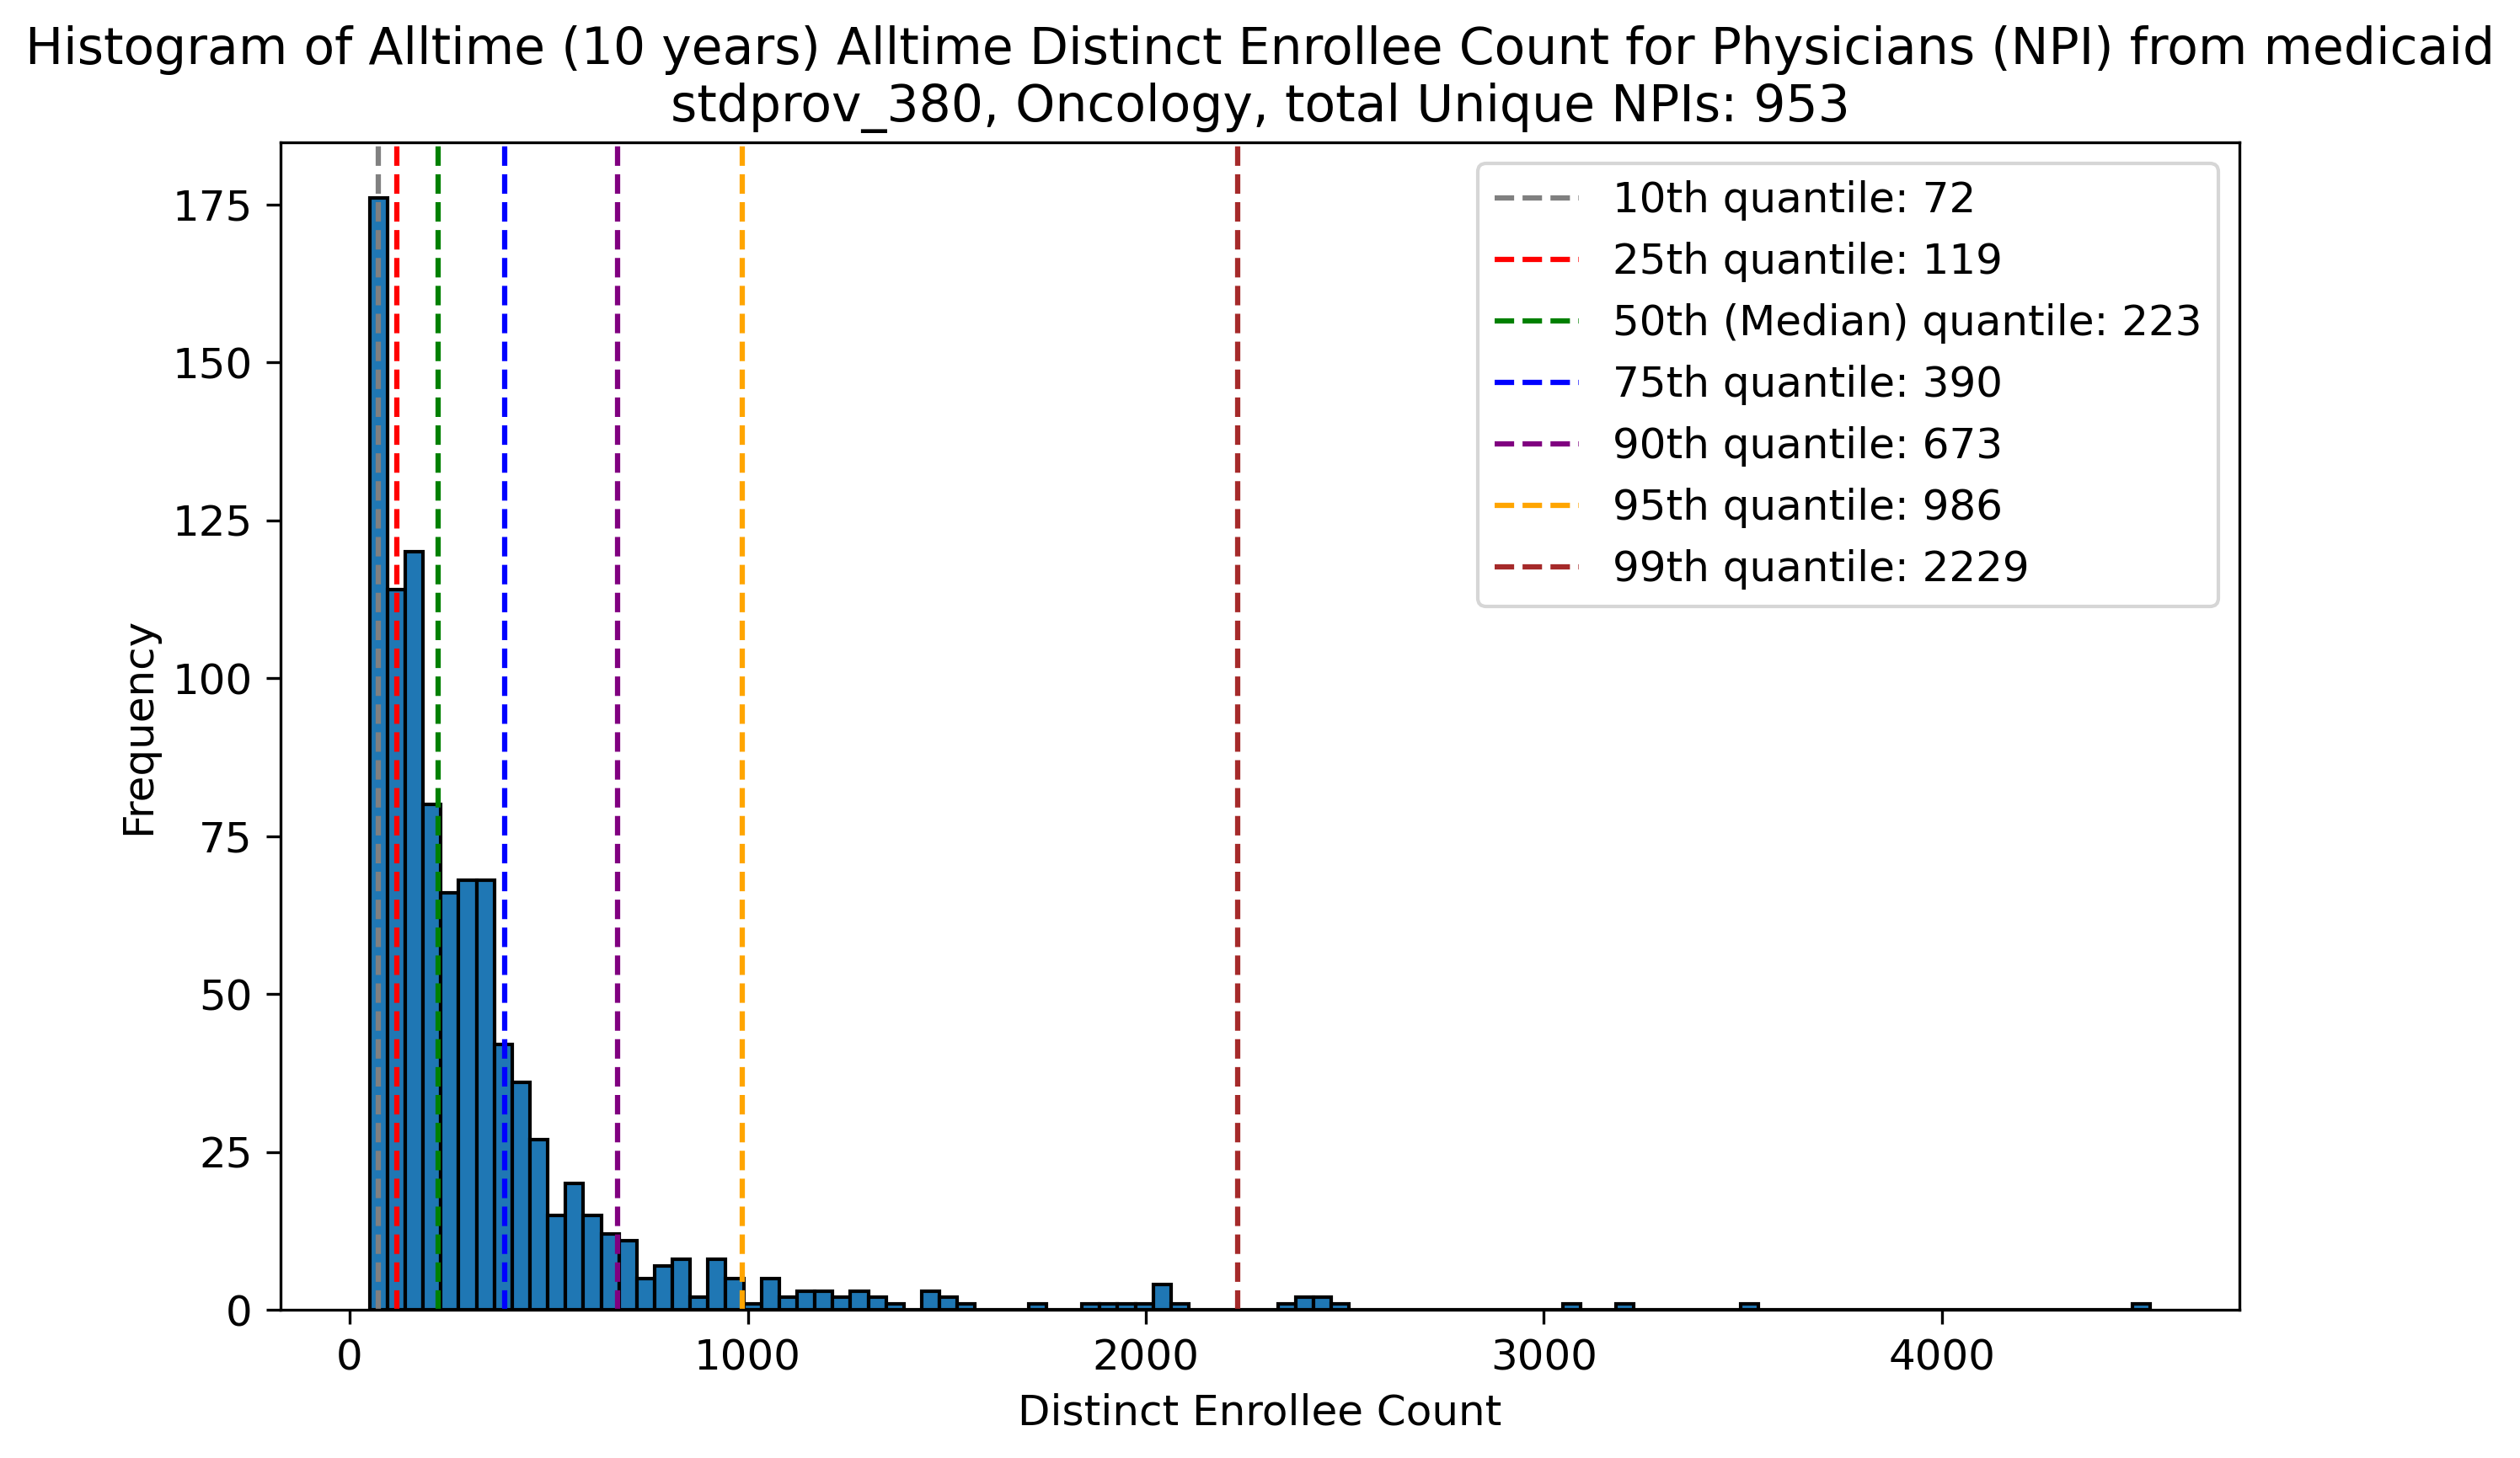 Histogram of Alltime (10 years) Alltime Distinct Enrollee Count for Physicians (NPI) from medicaid
stdprov_380, Oncology, total Unique NPIs: 953
10th quantile: 72
25th quantile: 119
50th (Median) quantile: 223
75th quantile: 390
90th quantile: 673
95th quantile: 986
99th quantile: 2229
Frequency
175
150
125
100
75
50
25
0
0 1000 2000 3000 4000
Distinct Enrollee Count